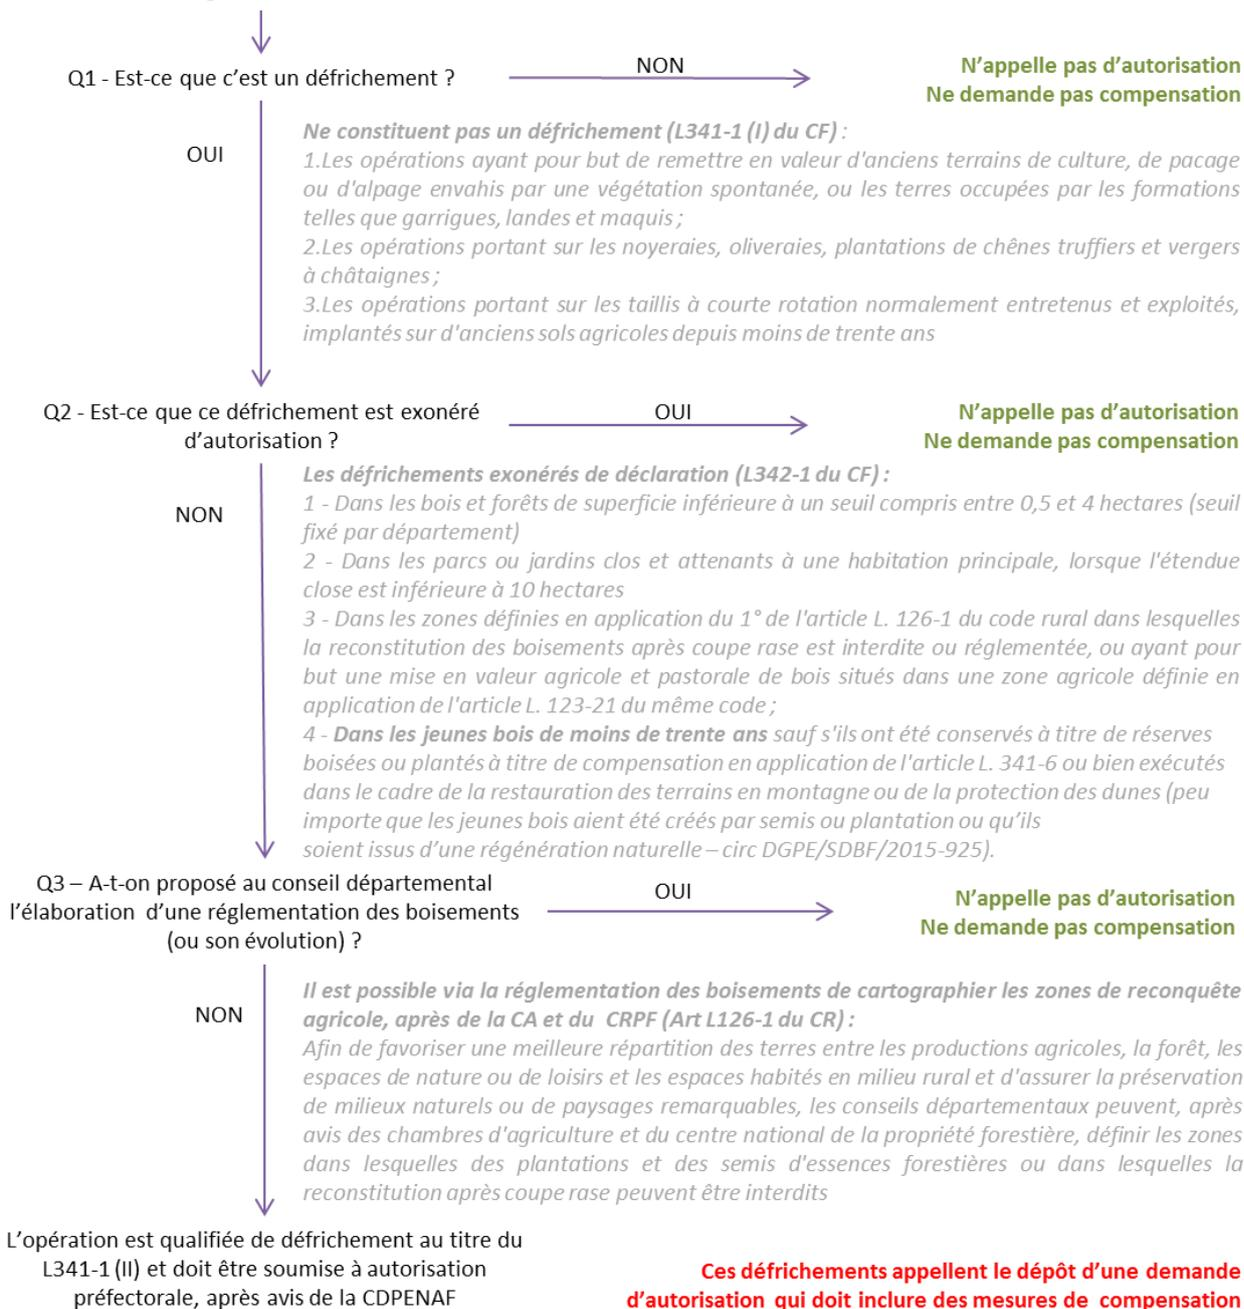 Q1 - Est-ce que c’est un défrichement ?
NON
N’appelle pas d’autorisation
Ne demande pas compensation
OUI
Ne constituent pas un défrichement (L341-1 (I) du CF) :
1.Les opérations ayant pour but de remettre en valeur d'anciens terrains de culture, de pacage
ou d'alpage envahis par une végétation spontanée, ou les terres occupées par les formations
telles que garrigues, landes et maquis ;
2.Les opérations portant sur les noyeraies, oliveraies, plantations de chênes truffiers et vergers
à châtaignes ;
3.Les opérations portant sur les taillis à courte rotation normalement entretenus et exploités,
implantés sur d'anciens sols agricoles depuis moins de trente ans
Q2 - Est-ce que ce défrichement est exonéré
d’autorisation ?
OUI
N’appelle pas d’autorisation
Ne demande pas compensation
NON
Les défrichements exonérés de déclaration (L342-1 du CF) :
1 - Dans les bois et forêts de superficie inférieure à un seuil compris entre 0,5 et 4 hectares (seuil
fixé par département)
2 - Dans les parcs ou jardins clos et attenants à une habitation principale, lorsque l'étendue
close est inférieure à 10 hectares
3 - Dans les zones définies en application du 1° de l'article L. 126-1 du code rural dans lesquelles
la reconstitution des boisements après coupe rase est interdite ou réglementée, ou ayant pour
but une mise en valeur agricole et pastorale de bois situés dans une zone agricole définie en
application de l'article L. 123-21 du même code ;
4 - Dans les jeunes bois de moins de trente ans sauf s'ils ont été conservés à titre de réserves
boisées ou plantés à titre de compensation en application de l'article L. 341-6 ou bien exécutés
dans le cadre de la restauration des terrains en montagne ou de la protection des dunes (peu
importe que les jeunes bois aient été créés par semis ou plantation ou qu’ils
soient issus d’une régénération naturelle – circ DGPE/SDBF/2015-925).
Q3 – A-t-on proposé au conseil départemental
l’élaboration d’une réglementation des boisements
(ou son évolution) ?
OUI
N’appelle pas d’autorisation
Ne demande pas compensation
NON
Il est possible via la réglementation des boisements de cartographier les zones de reconquête
agricole, après de la CA et du CRPF (Art L126-1 du CR) :
Afin de favoriser une meilleure répartition des terres entre les productions agricoles, la forêt, les
espaces de nature ou de loisirs et les espaces habités en milieu rural et d'assurer la préservation
de milieux naturels ou de paysages remarquables, les conseils départementaux peuvent, après
avis des chambres d'agriculture et du centre national de la propriété forestière, définir les zones
dans lesquelles des plantations et des semis d'essences forestières ou dans lesquelles la
reconstitution après coupe rase peuvent être interdits
L’opération est qualifiée de défrichement au titre du
L341-1 (II) et doit être soumise à autorisation
préfectorale, après avis de la CDPENAF
Ces défrichements appellent le dépôt d’une demande
d’autorisation qui doit inclure des mesures de compensation